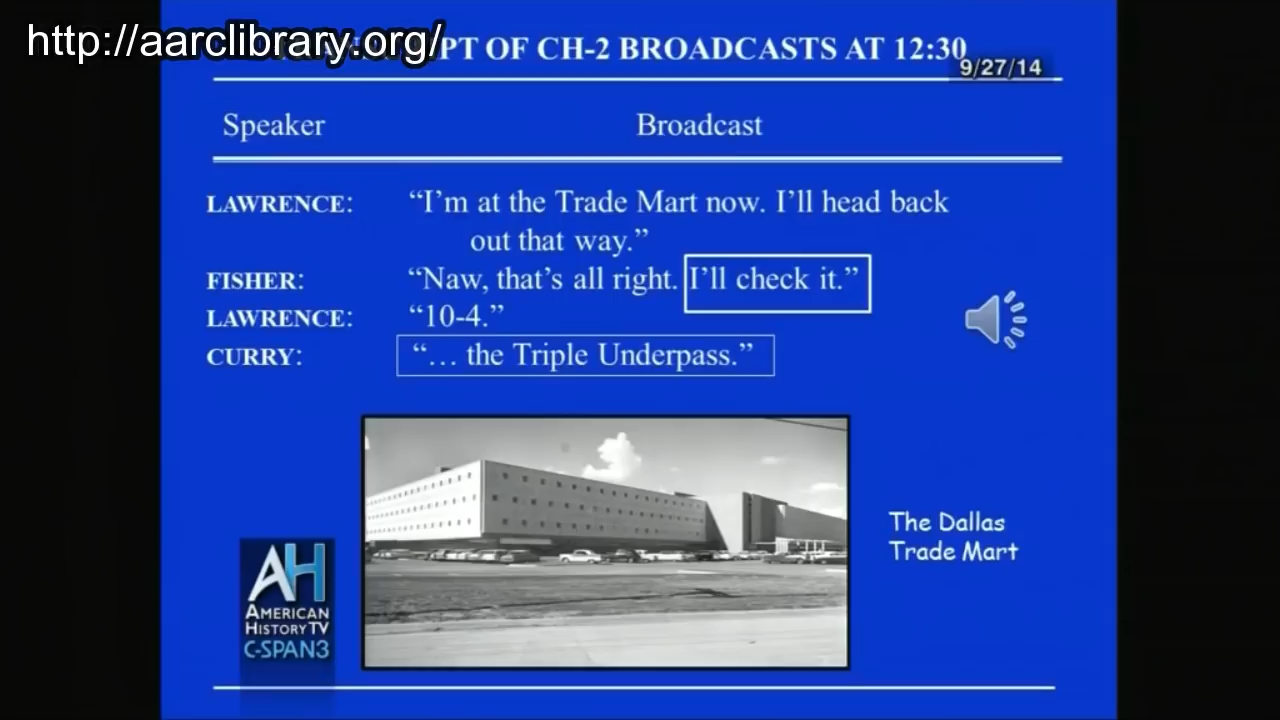 http://aarclibrary.org/
PT OF CH-2 BROADCASTS AT 12:30
9/27/14
Speaker Broadcast
LAWRENCE: “I’m at the Trade Mart now. I’ll head back
out that way.”
FISHER: “Naw, that’s all right. I’ll check it.”
LAWRENCE: “10-4.”
CURRY: “… the Triple Underpass.”
The Dallas
Trade Mart
AH
AMERICAN
HISTORY TV
C-SPAN3